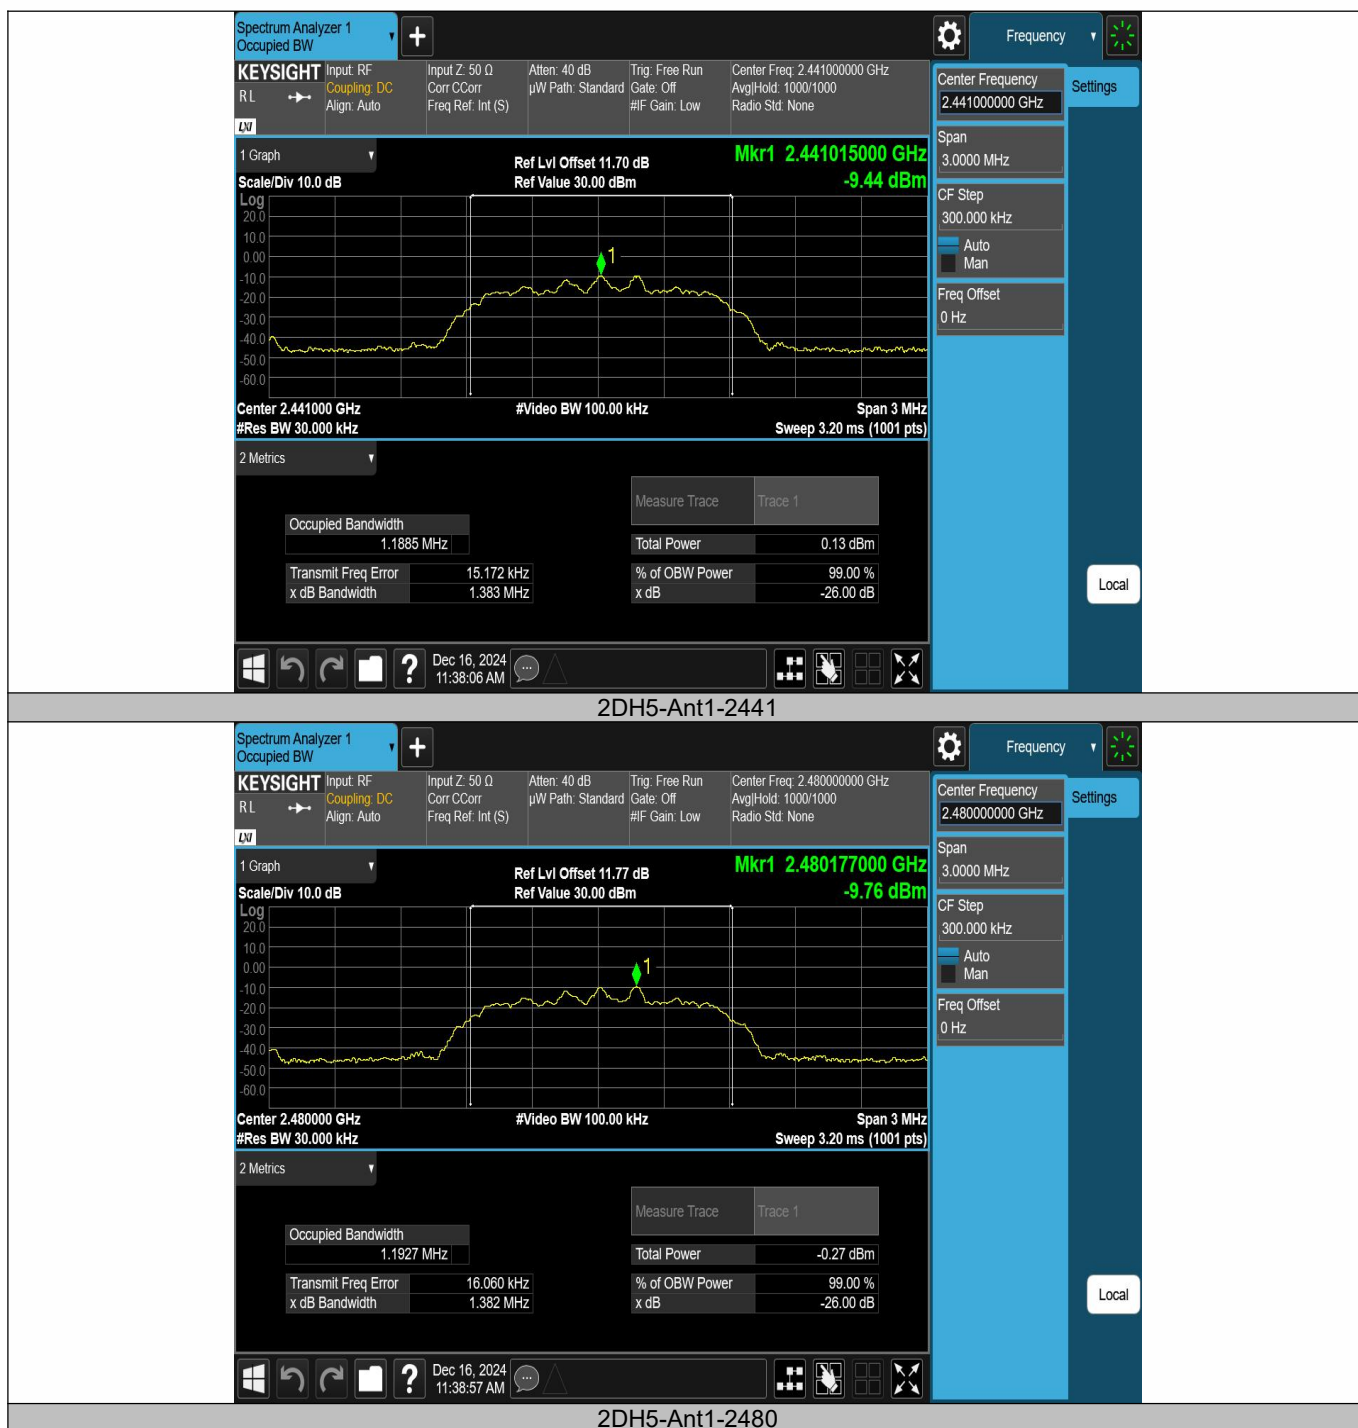 Spectrum Analyzer 1
Occupied BW
+
Frequency
KEYSIGHT
RL
LXI
Input: RF
Coupling: DC
Align: Auto
Input Z: 50 Ω
Corr CCorr
Freq Ref: Int (S)
Atten: 40 dB
µW Path: Standard
Trig: Free Run
Gate: Off
#IF Gain: Low
Center Freq: 2.441000000 GHz
Avg|Hold: 1000/1000
Radio Std: None
Center Frequency
2.441000000 GHz
Settings
Span
3.0000 MHz
CF Step
300.000 kHz
Auto
Man
Freq Offset
0 Hz
1 Graph
Scale/Div 10.0 dB
Ref Lvl Offset 11.70 dB
Ref Value 30.00 dBm
Mkr1 2.441015000 GHz
-9.44 dBm
Log
20.0
10.0
0.00
-10.0
-20.0
-30.0
-40.0
-50.0
-60.0
1
Center 2.441000 GHz
#Video BW 100.00 kHz
Span 3 MHz
#Res BW 30.000 kHz
Sweep 3.20 ms (1001 pts)
2 Metrics
Measure Trace
Trace 1
Occupied Bandwidth
1.1885 MHz
Total Power
0.13 dBm
Transmit Freq Error
15.172 kHz
% of OBW Power
99.00 %
x dB Bandwidth
1.383 MHz
x dB
-26.00 dB
Local
?
Dec 16, 2024
11:38:06 AM
2DH5-Ant1-2441
Spectrum Analyzer 1
Occupied BW
+
Frequency
KEYSIGHT
RL
LXI
Input: RF
Coupling: DC
Align: Auto
Input Z: 50 Ω
Corr CCorr
Freq Ref: Int (S)
Atten: 40 dB
µW Path: Standard
Trig: Free Run
Gate: Off
#IF Gain: Low
Center Freq: 2.480000000 GHz
Avg|Hold: 1000/1000
Radio Std: None
Center Frequency
2.480000000 GHz
Settings
Span
3.0000 MHz
CF Step
300.000 kHz
Auto
Man
Freq Offset
0 Hz
1 Graph
Scale/Div 10.0 dB
Ref Lvl Offset 11.77 dB
Ref Value 30.00 dBm
Mkr1 2.480177000 GHz
-9.76 dBm
Log
20.0
10.0
0.00
-10.0
-20.0
-30.0
-40.0
-50.0
-60.0
1
Center 2.480000 GHz
#Video BW 100.00 kHz
Span 3 MHz
#Res BW 30.000 kHz
Sweep 3.20 ms (1001 pts)
2 Metrics
Measure Trace
Trace 1
Occupied Bandwidth
1.1927 MHz
Total Power
-0.27 dBm
Transmit Freq Error
16.060 kHz
% of OBW Power
99.00 %
x dB Bandwidth
1.382 MHz
x dB
-26.00 dB
Local
?
Dec 16, 2024
11:38:57 AM
2DH5-Ant1-2480